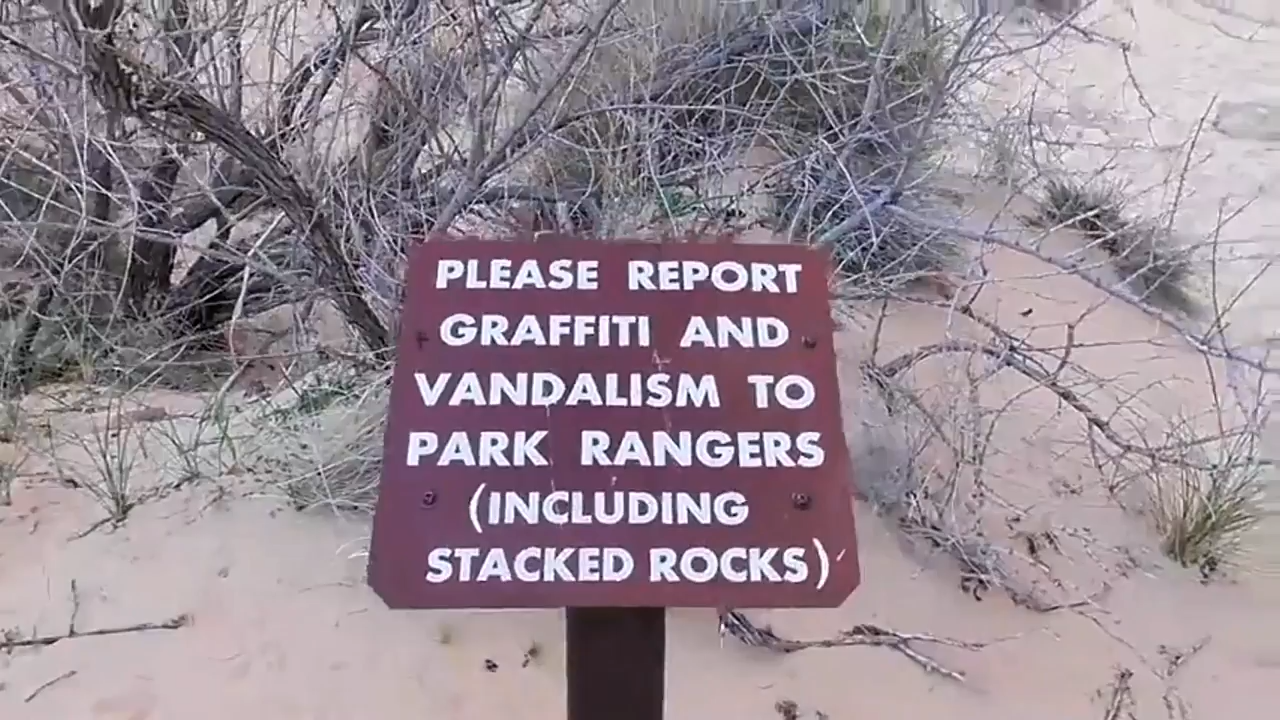 PLEASE REPORT
GRAFFITI AND
VANDALISM TO
PARK RANGERS
(INCLUDING
STACKED ROCKS)